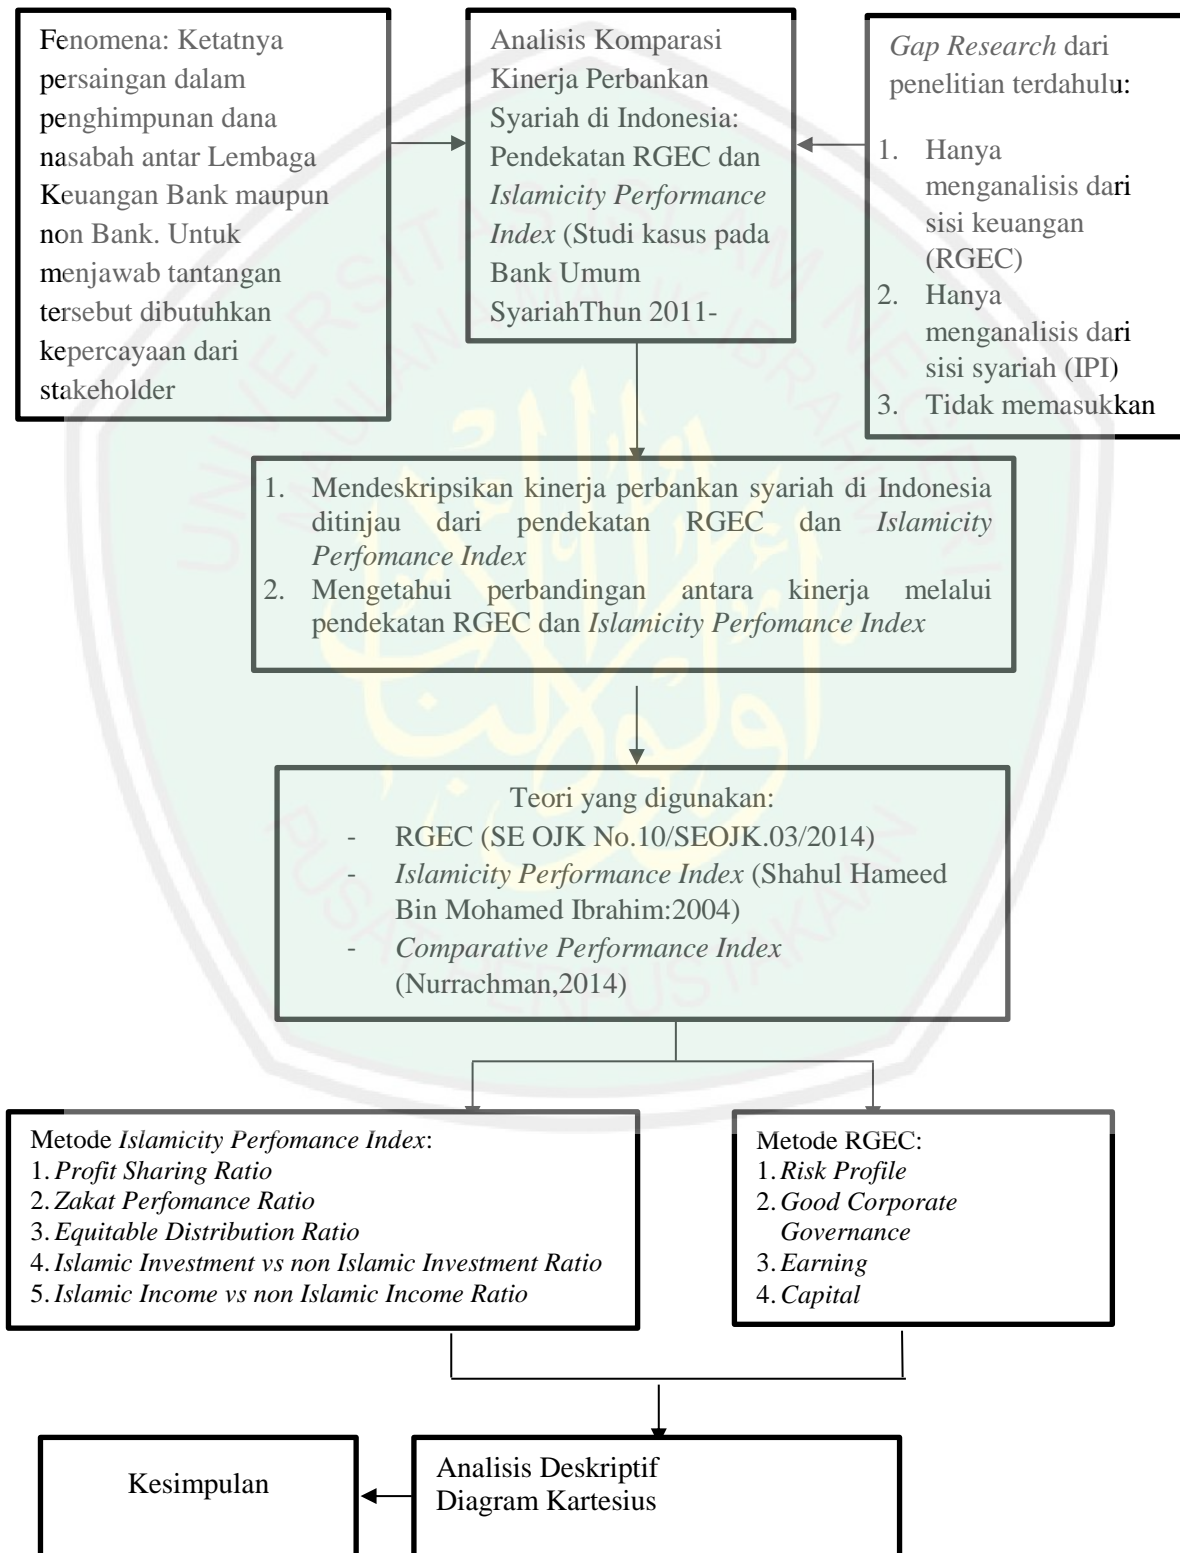 Fenomena: Ketatnya
persaingan dalam
penghimpunan dana
nasabah antar Lembaga
Keuangan Bank maupun
non Bank. Untuk
menjawab tantangan
tersebut dibutuhkan
kepercayaan dari
stakeholder
Analisis Komparasi
Kinerja Perbankan
Syariah di Indonesia:
Pendekatan RGEC dan
Islamicity Performance
Index (Studi kasus pada
Bank Umum
SyariahThun 2011-
Gap Research dari
penelitian terdahulu:
1. Hanya
menganalisis dari
sisi keuangan
(RGEC)
2. Hanya
menganalisis dari
sisi syariah (IPI)
3. Tidak memasukkan
1. Mendeskripsikan kinerja perbankan syariah di Indonesia
ditinjau dari pendekatan RGEC dan Islamicity
Perfomance Index
2. Mengetahui perbandingan antara kinerja melalui
pendekatan RGEC dan Islamicity Perfomance Index
Teori yang digunakan:
- RGEC (SE OJK No.10/SEOJK.03/2014)
- Islamicity Performance Index (Shahul Hameed
Bin Mohamed Ibrahim:2004)
- Comparative Performance Index
(Nurrachman,2014)
Metode Islamicity Perfomance Index:
1. Profit Sharing Ratio
2. Zakat Perfomance Ratio
3. Equitable Distribution Ratio
4. Islamic Investment vs non Islamic Investment Ratio
5. Islamic Income vs non Islamic Income Ratio
Metode RGEC:
1. Risk Profile
2. Good Corporate
Governance
3. Earning
4. Capital
Kesimpulan
Analisis Deskriptif
Diagram Kartesius
UNIVERSITAS ISLAM NEGERI
MAULANA MALIK IBRAHIM
PUSAT PERPUSTAKAAN